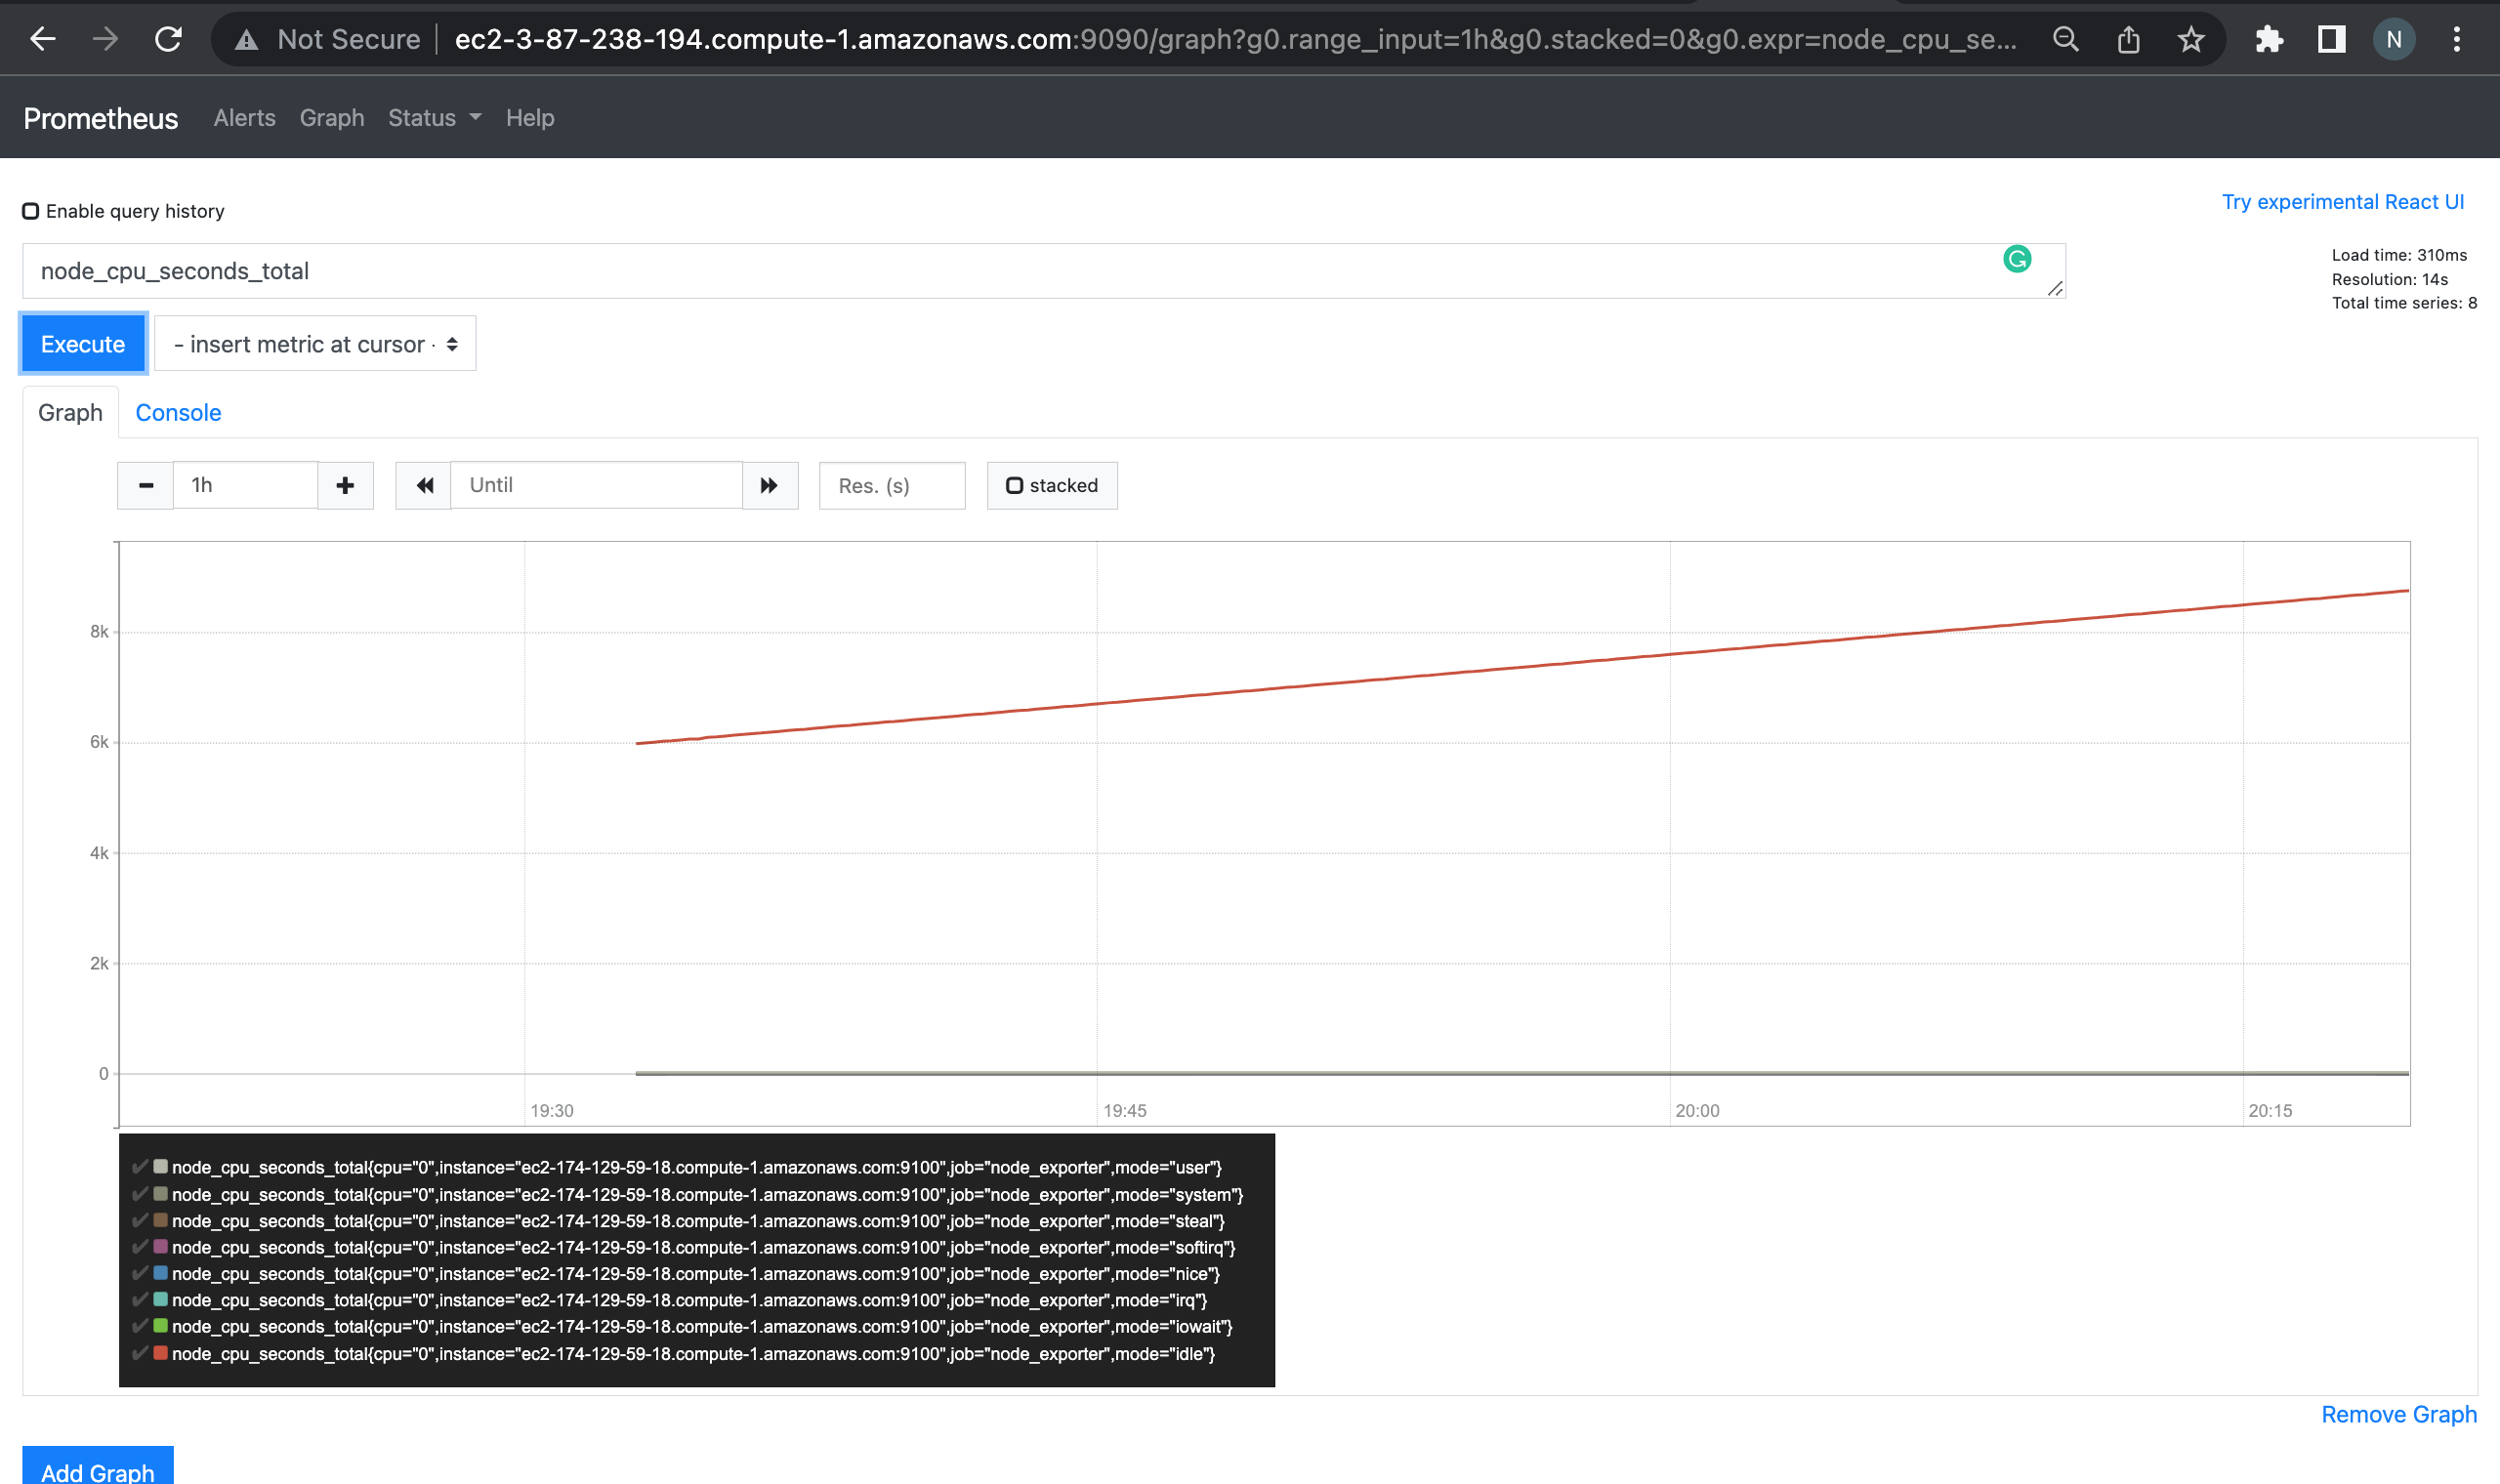 Not Secure ec2-3-87-238-194.compute-1.amazonaws.com:9090/graph?g0.range_input=1h&g0.stacked=0&g0.expr=node_cpu_se... N
Prometheus Alerts Graph Status Help
Enable query history Try experimental React UI
node_cpu_seconds_total
Load time: 310ms
Resolution: 14s
Total time series: 8
Execute - insert metric at cursor -
Graph Console
1h Until Res. (s) stacked
8k
6k
4k
2k
0
19:30 19:45 20:00 20:15
node_cpu_seconds_total{cpu="0",instance="ec2-174-129-59-18.compute-1.amazonaws.com:9100",job="node_exporter",mode="user"}
node_cpu_seconds_total{cpu="0",instance="ec2-174-129-59-18.compute-1.amazonaws.com:9100",job="node_exporter",mode="system"}
node_cpu_seconds_total{cpu="0",instance="ec2-174-129-59-18.compute-1.amazonaws.com:9100",job="node_exporter",mode="steal"}
node_cpu_seconds_total{cpu="0",instance="ec2-174-129-59-18.compute-1.amazonaws.com:9100",job="node_exporter",mode="softirq"}
node_cpu_seconds_total{cpu="0",instance="ec2-174-129-59-18.compute-1.amazonaws.com:9100",job="node_exporter",mode="nice"}
node_cpu_seconds_total{cpu="0",instance="ec2-174-129-59-18.compute-1.amazonaws.com:9100",job="node_exporter",mode="irq"}
node_cpu_seconds_total{cpu="0",instance="ec2-174-129-59-18.compute-1.amazonaws.com:9100",job="node_exporter",mode="iowait"}
node_cpu_seconds_total{cpu="0",instance="ec2-174-129-59-18.compute-1.amazonaws.com:9100",job="node_exporter",mode="idle"}
Remove Graph
Add Graph